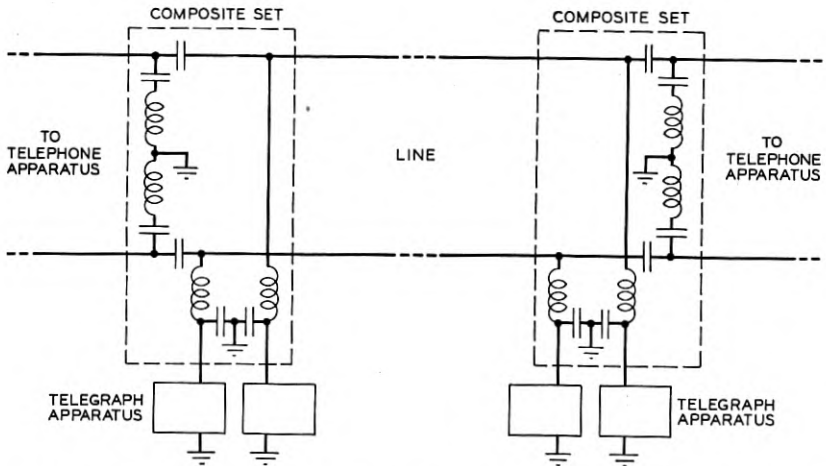 COMPOSITE SET
COMPOSITE SET
TO
TELEPHONE
APPARATUS
LINE
TO
TELEPHONE
APPARATUS
TELEGRAPH
APPARATUS
TELEGRAPH
APPARATUS